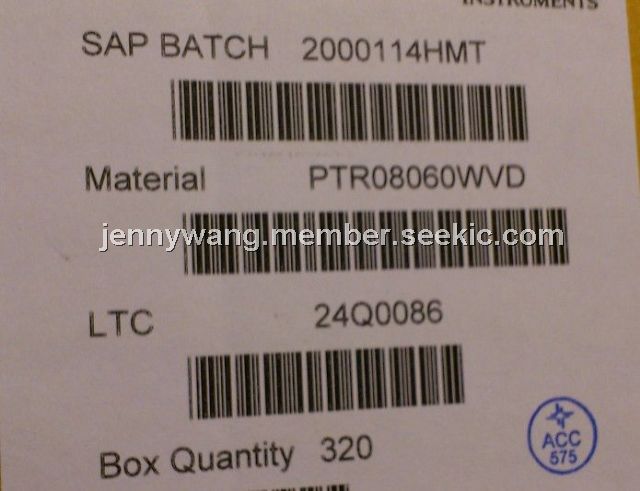 INSTRUMENTS
SAP BATCH 2000114HMT
Material PTR08060WVD
jennywang.member.seekic.com
LTC 24Q0086
Box Quantity 320
ACC
575